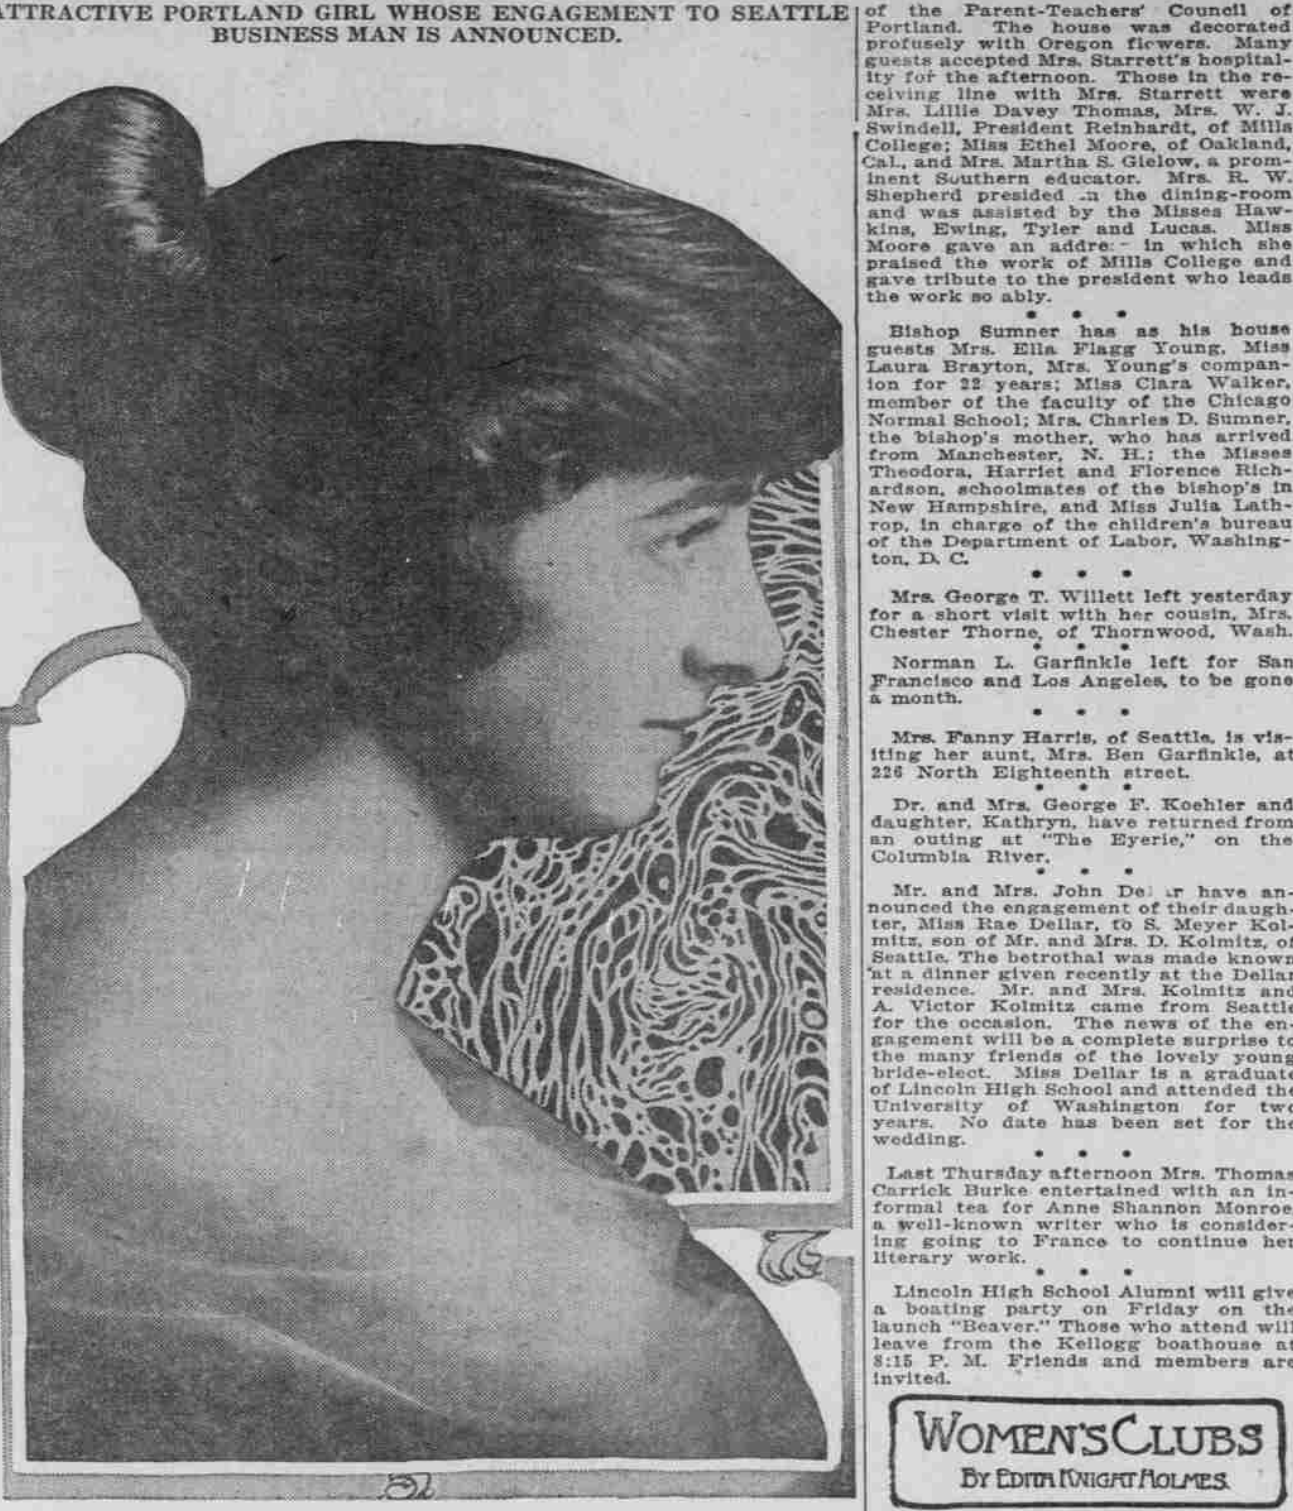 ATTRACTIVE PORTLAND GIRL WHOSE ENGAGEMENT TO SEATTLE
BUSINESS MAN IS ANNOUNCED.
of the Parent-Teachers' Council of
Portland. The house was decorated
profusely with Oregon flowers. Many
guests accepted Mrs. Starrett's hospital-
ity for the afternoon. Those in the re-
ceiving line with Mrs. Starrett were
Mrs. Lillie Davey Thomas, Mrs. W. J.
Swindell, President Reinhardt, of Mills
College; Miss Ethel Moore, of Oakland,
Cal., and Mrs. Martha S. Gielow, a prom-
inent Southern educator. Mrs. R. W.
Shepherd presided in the dining-room
and was assisted by the Misses Haw-
kins, Ewing, Tyler and Lucas. Miss
Moore gave an addre in which she
praised the work of Mills College and
gave tribute to the president who leads
the work so ably.
* * *
Bishop Sumner has as his house
guests Mrs. Ella Flagg Young, Miss
Laura Brayton, Mrs. Young's compan-
ion for 22 years; Miss Clara Walker,
member of the faculty of the Chicago
Normal School; Mrs. Charles D. Sumner,
the bishop's mother, who has arrived
from Manchester, N. H.; the Misses
Theodora, Harriet and Florence Rich-
ardson, schoolmates of the bishop's in
New Hampshire, and Miss Julia Lath-
rop, in charge of the children's bureau
of the Department of Labor, Washing-
ton, D. C.
* * *
Mrs. George T. Willett left yesterday
for a short visit with her cousin, Mrs.
Chester Thorne, of Thornwood, Wash.
* * *
Norman L. Garfinkle left for San
Francisco and Los Angeles, to be gone
a month.
* * *
Mrs. Fanny Harris, of Seattle, is vis-
iting her aunt, Mrs. Ben Garfinkle, at
226 North Eighteenth street.
* * *
Dr. and Mrs. George F. Koehler and
daughter, Kathryn, have returned from
an outing at "The Eyerie," on the
Columbia River.
* * *
Mr. and Mrs. John have an-
nounced the engagement of their daugh-
ter, Miss Rae Dellar, to S. Meyer Kol-
mitz, son of Mr. and Mrs. D. Kolmitz, of
Seattle. The betrothal was made known
at a dinner given recently at the Dellar
residence. Mr. and Mrs. Kolmitz and
A. Victor Kolmitz came from Seattle
for the occasion. The news of the en-
gagement will be a complete surprise to
the many friends of the lovely young
bride-elect. Miss Dellar is a graduate
of Lincoln High School and attended the
University of Washington for two
years. No date has been set for the
wedding.
* * *
Last Thursday afternoon Mrs. Thomas
Carrick Burke entertained with an in-
formal tea for Anne Shannon Monroe,
a well-known writer who is consider-
ing going to France to continue her
literary work.
* * *
Lincoln High School Alumni will give
a boating party on Friday on the
launch "Beaver." Those who attend will
leave from the Kellogg boathouse at
8:15 P. M. Friends and members are
invited.
WOMEN'S CLUBS
BY EDITH KNIGHT HOLMES.